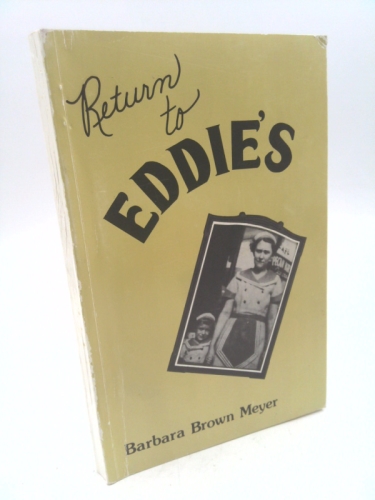 Return
to
EDDIE'S
Barbara Brown Meyer